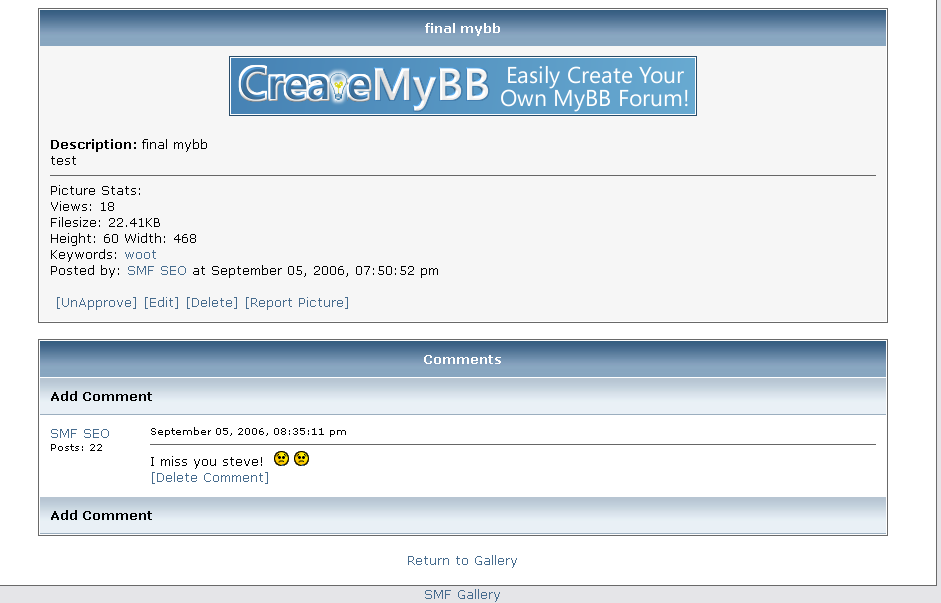 final mybb
CreateMyBB Easily Create Your
Own MyBB Forum!
Description: final mybb
test
Picture Stats:
Views: 18
Filesize: 22.41KB
Height: 60 Width: 468
Keywords: woot
Posted by: SMF SEO at September 05, 2006, 07:50:52 pm
[UnApprove] [Edit] [Delete] [Report Picture]
Comments
Add Comment
SMF SEO
Posts: 22
September 05, 2006, 08:35:11 pm
I miss you steve!
[Delete Comment]
Add Comment
Return to Gallery
SMF Gallery